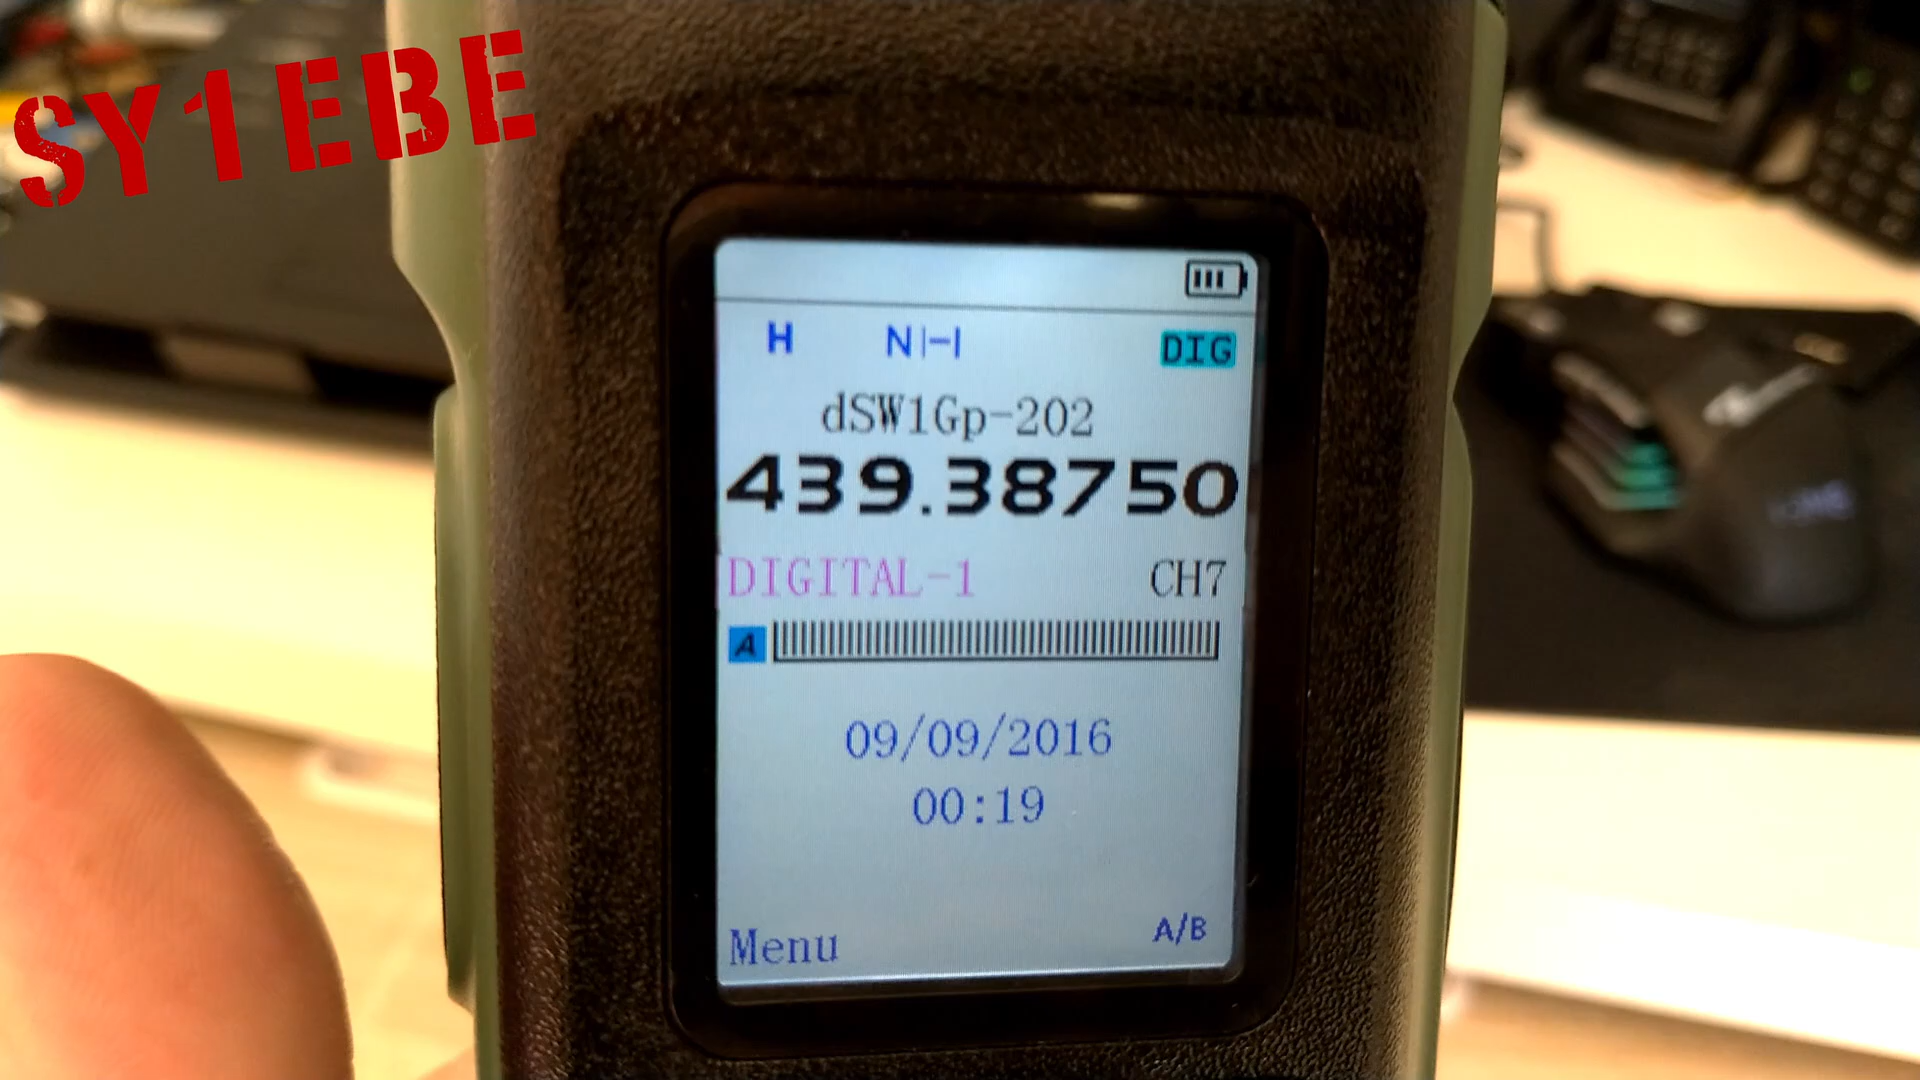 SY1EBE
H N|-| DIG
dSW1Gp-202
439.38750
DIGITAL-1 CH7
A
09/09/2016
00:19
Menu A/B